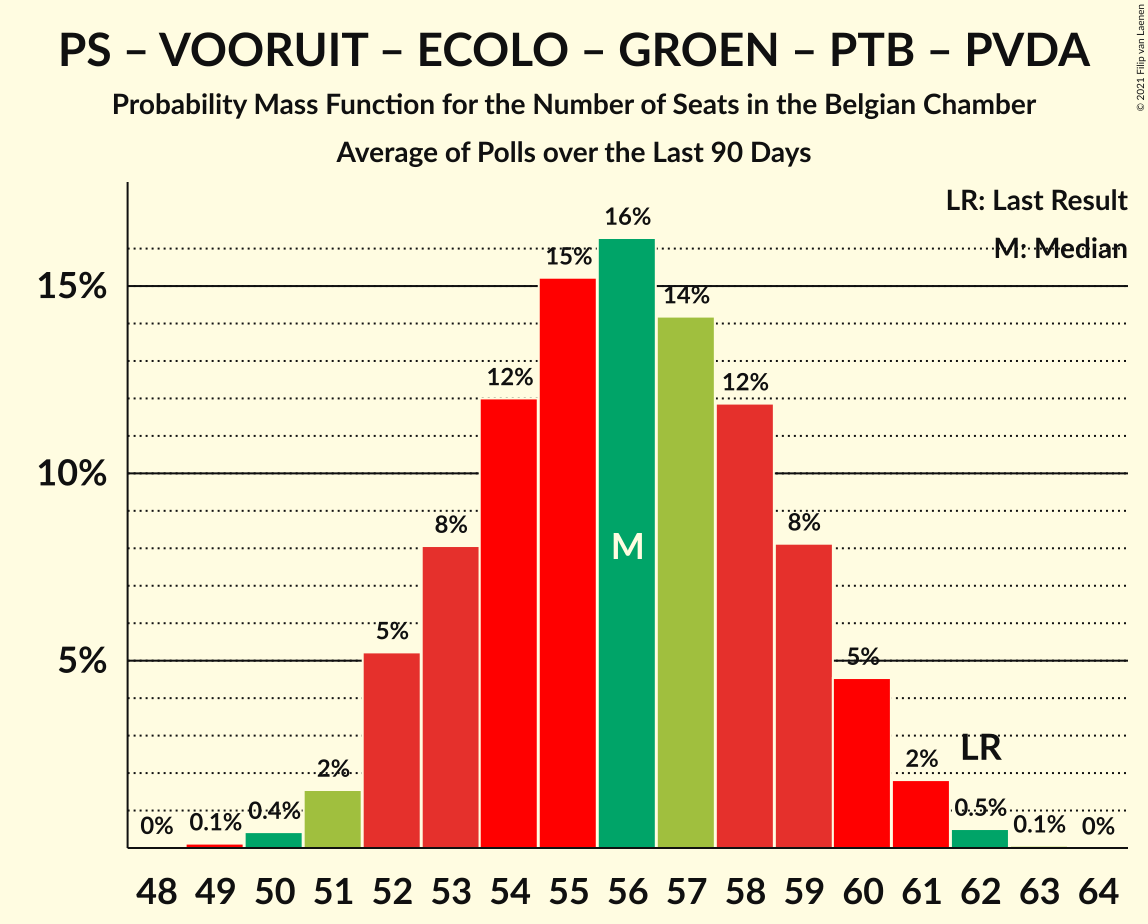 PS – VOORUIT – ECOLO – GROEN – PTB – PVDA
Probability Mass Function for the Number of Seats in the Belgian Chamber
Average of Polls over the Last 90 Days
© 2021 Filip van Laenen
LR: Last Result
M: Median
15%
10%
5%
0%
0.1%
0.4%
2%
5%
8%
12%
15%
16%
14%
12%
8%
5%
2%
0.5%
0.1%
0%
M
LR
48 49 50 51 52 53 54 55 56 57 58 59 60 61 62 63 64